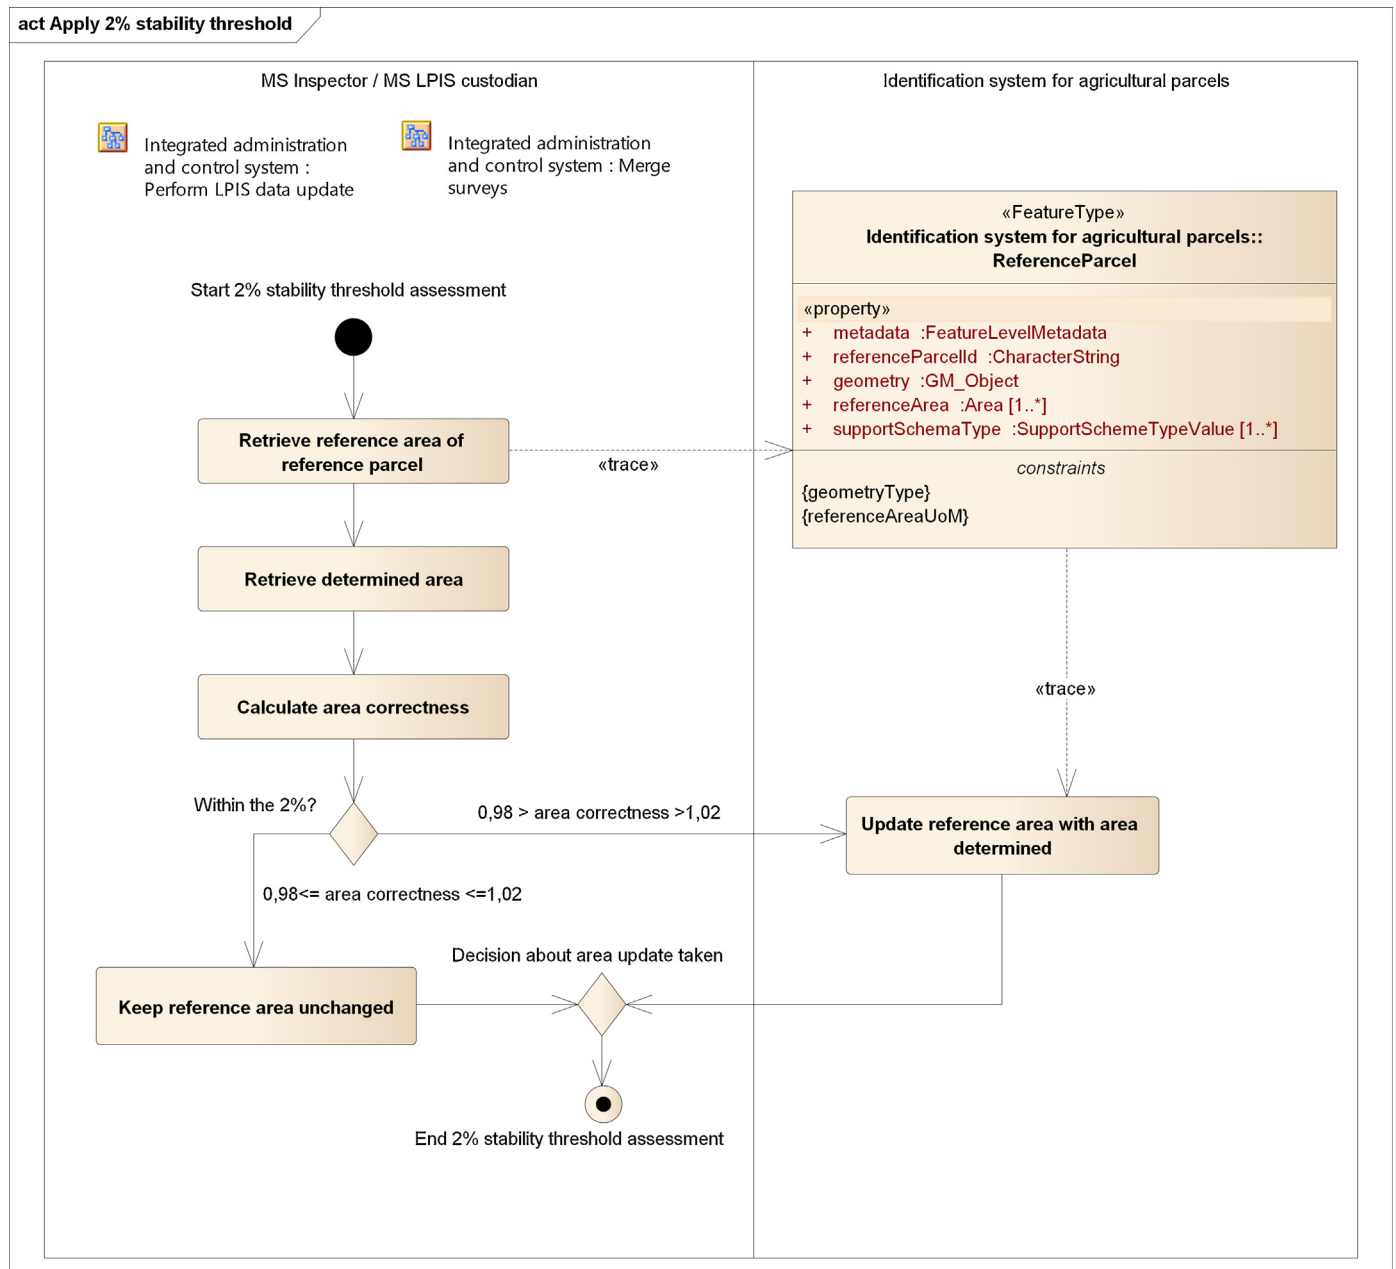 act Apply 2% stability threshold
MS Inspector / MS LPIS custodian
Identification system for agricultural parcels
Integrated administration
and control system :
Perform LPIS data update
Integrated administration
and control system : Merge
surveys
«FeatureType»
Identification system for agricultural parcels::
ReferenceParcel
«property»
+ metadata :FeatureLevelMetadata
+ referenceParcelId :CharacterString
+ geometry :GM_Object
+ referenceArea :Area [1..*]
+ supportSchemaType :SupportSchemeTypeValue [1..*]
constraints
{geometryType}
{referenceAreaUoM}
Start 2% stability threshold assessment
Retrieve reference area of
reference parcel
«trace»
Retrieve determined area
Calculate area correctness
«trace»
Within the 2%?
0,98 > area correctness >1,02
Update reference area with area
determined
0,98<= area correctness <=1,02
Decision about area update taken
Keep reference area unchanged
End 2% stability threshold assessment